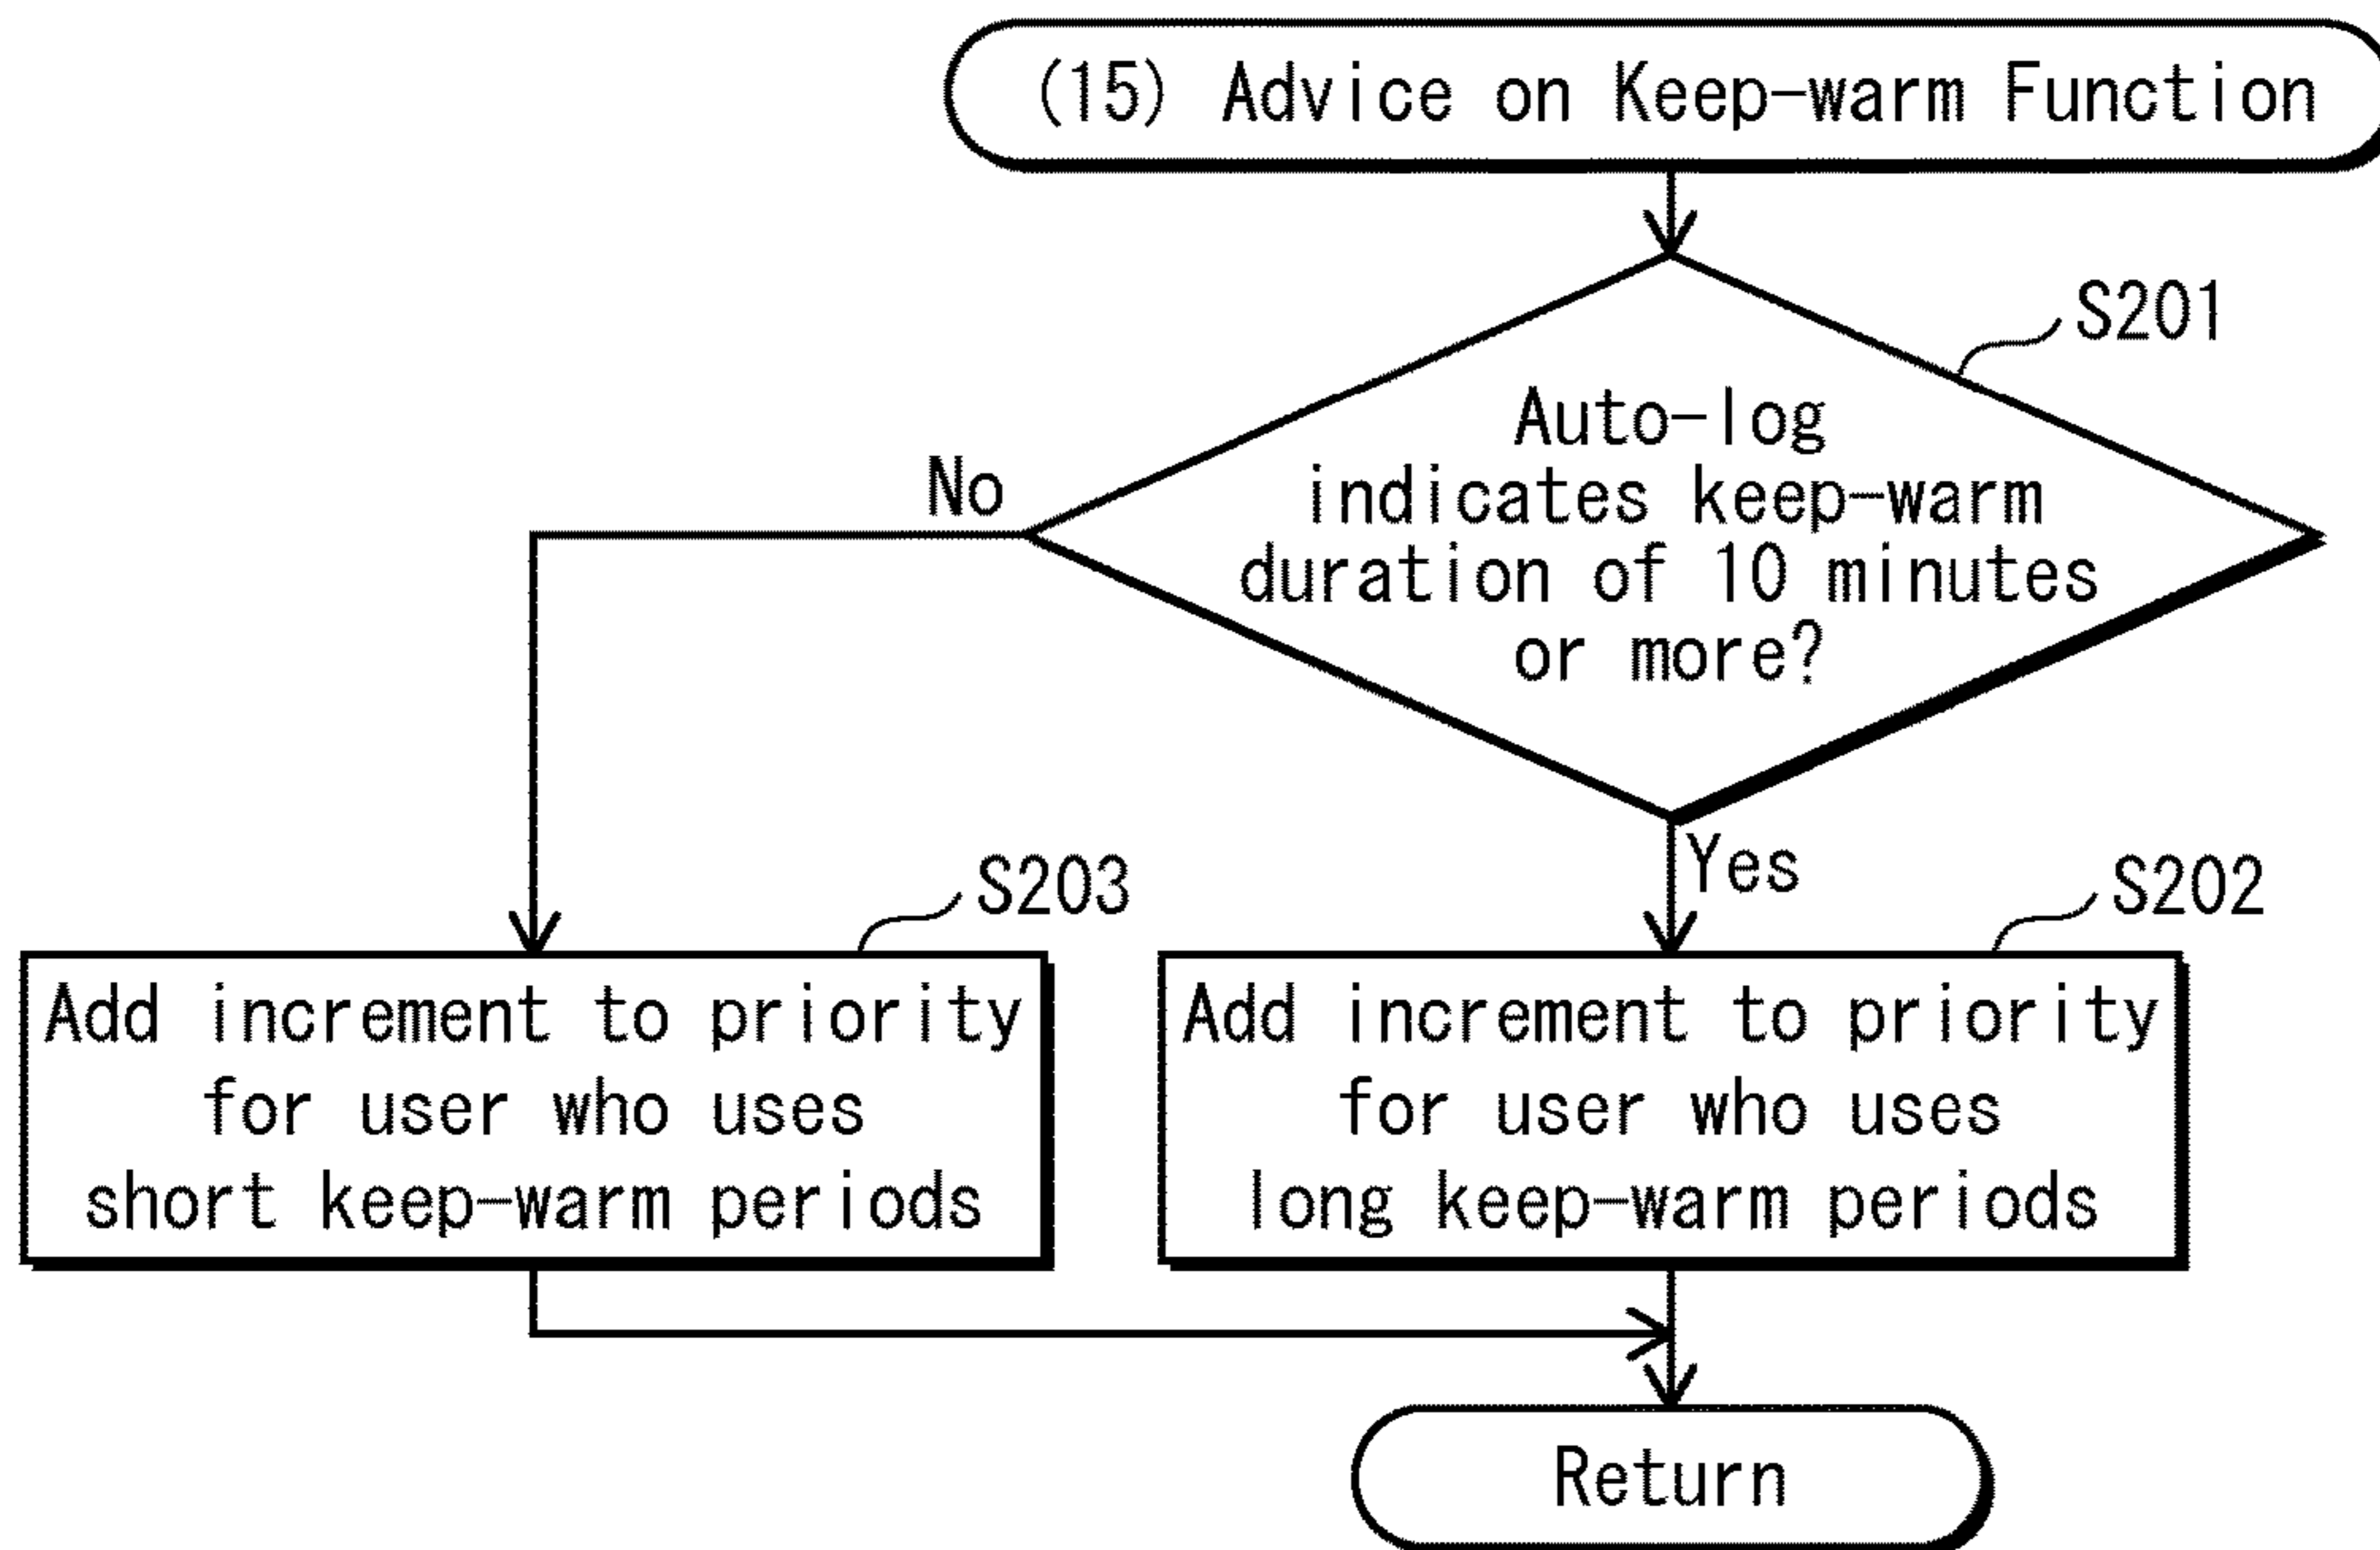 (15) Advice on Keep-warm Function
S201
Auto-log
indicates keep-warm
duration of 10 minutes
or more?
No
Yes
S203
S202
Add increment to priority
for user who uses
short keep-warm periods
Add increment to priority
for user who uses
long keep-warm periods
Return